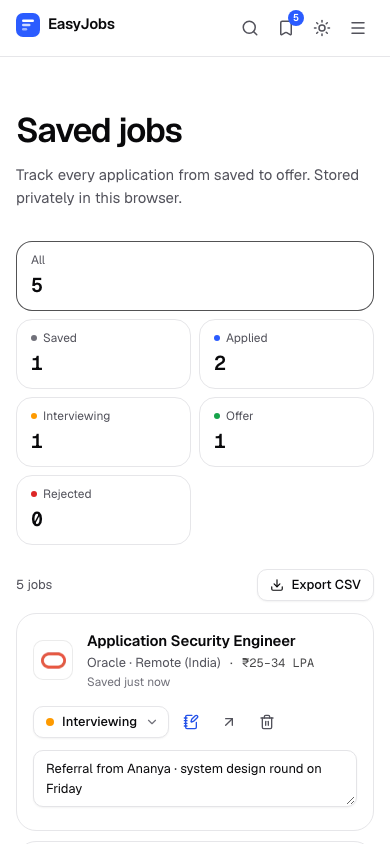 EasyJobs
5
Saved jobs
Track every application from saved to offer. Stored
privately in this browser.
All
5
Saved
1
Applied
2
Interviewing
1
Offer
1
Rejected
0
5 jobs
Export CSV
Application Security Engineer
Oracle · Remote (India) · ₹25–34 LPA
Saved just now
Interviewing
Referral from Ananya · system design round on
Friday